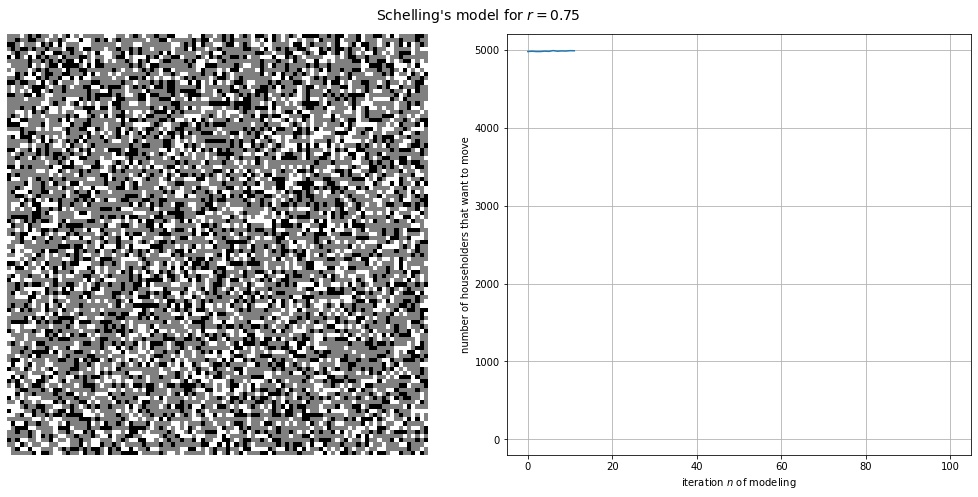 Schelling's model for r = 0.75
5000
4000
3000
2000
1000
0
number of householders that want to move
0 20 40 60 80 100
iteration n of modeling